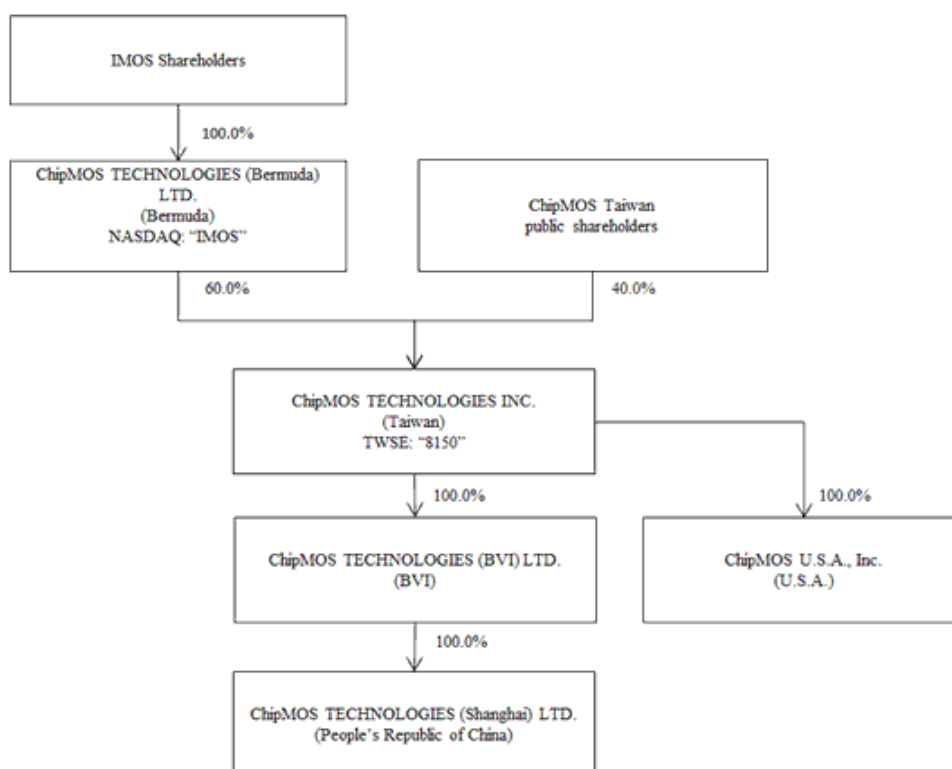 IMOS Shareholders
100.0%
ChipMOS TECHNOLOGIES (Bermuda)
LTD.
(Bermuda)
NASDAQ: “IMOS”
ChipMOS Taiwan
public shareholders
60.0%
40.0%
ChipMOS TECHNOLOGIES INC.
(Taiwan)
TWSE: “8150”
100.0%
100.0%
ChipMOS TECHNOLOGIES (BVI) LTD.
(BVI)
ChipMOS U.S.A., Inc.
(U.S.A.)
100.0%
ChipMOS TECHNOLOGIES (Shanghai) LTD.
(People’s Republic of China)